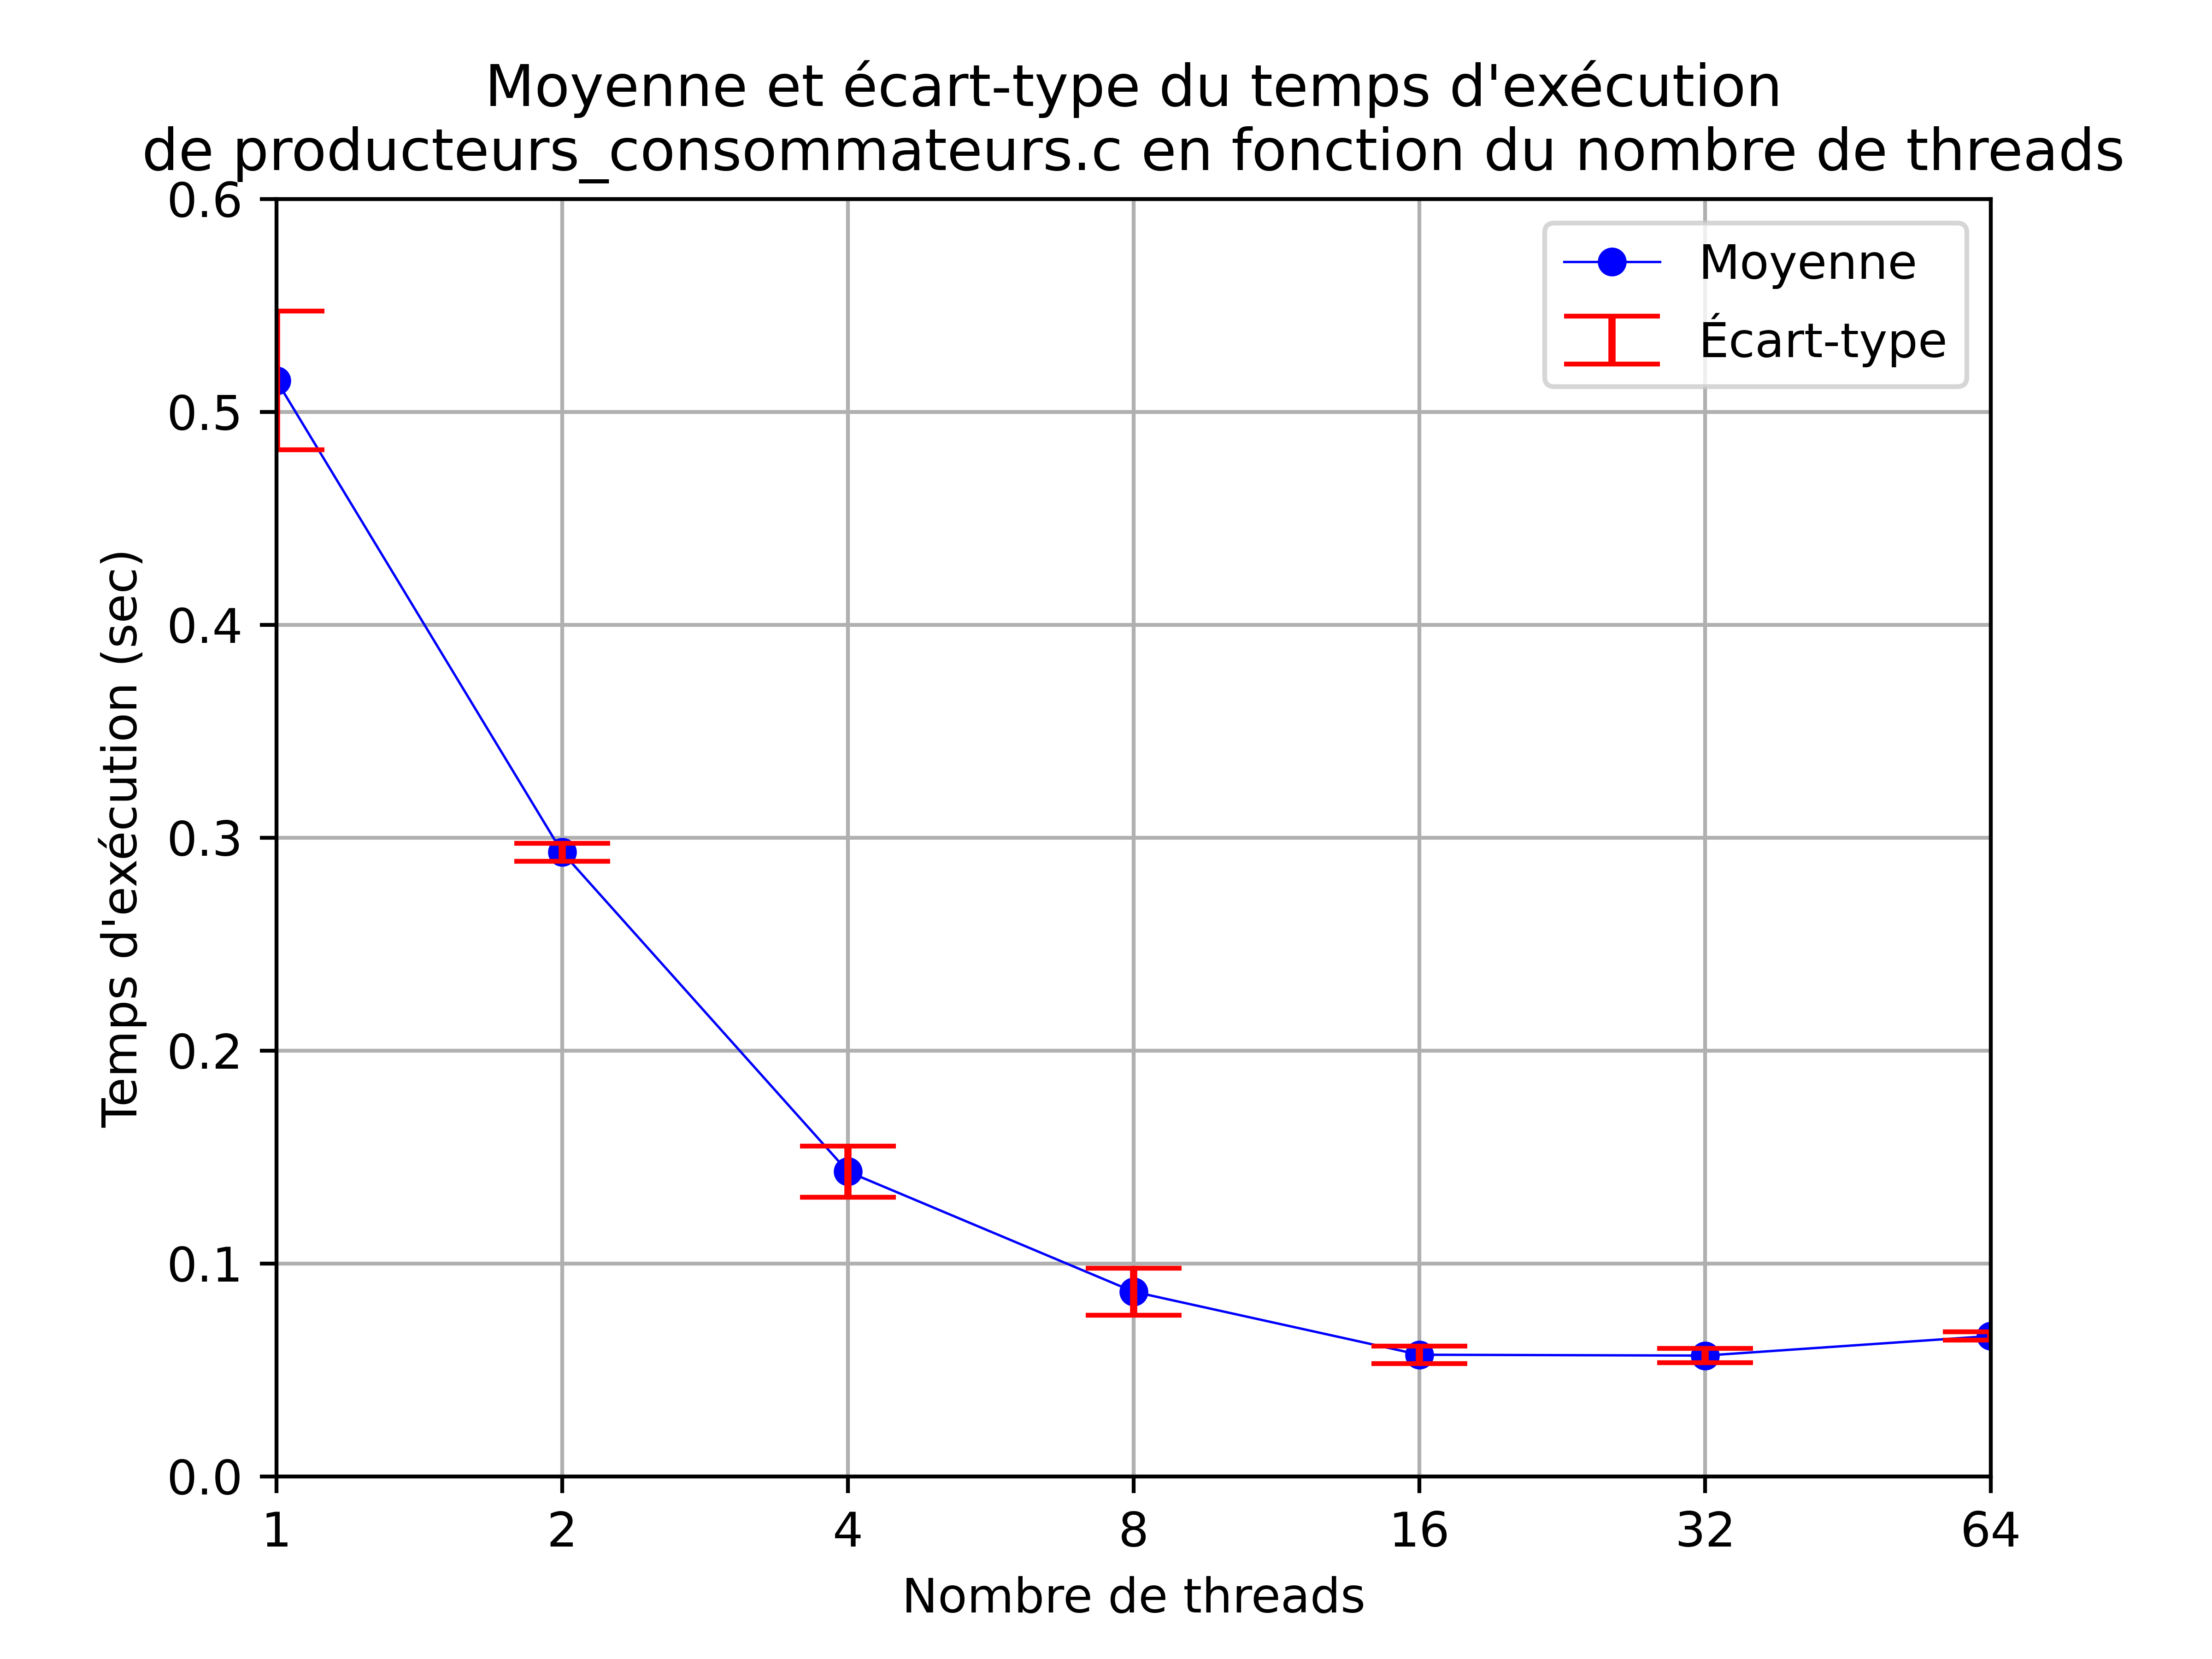 Moyenne et écart-type du temps d'exécution
de producteurs_consommateurs.c en fonction du nombre de threads
Moyenne
Écart-type
Temps d'exécution (sec)
0.6
0.5
0.4
0.3
0.2
0.1
0.0
1 2 4 8 16 32 64
Nombre de threads